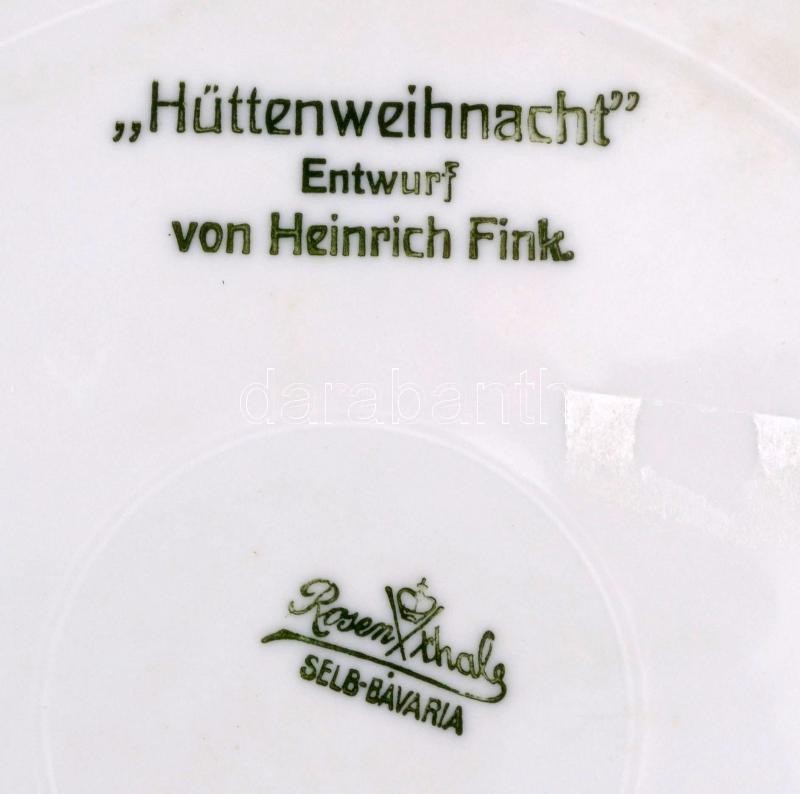 „Hüttenweihnacht”
Entwurf
von Heinrich Fink.
darabanth
Rosenthal
SELB-BAVARIA